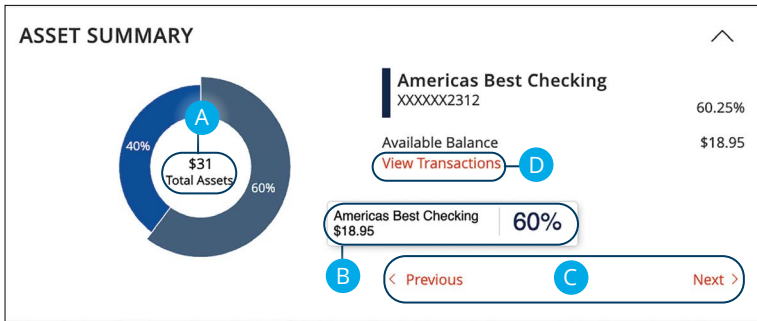 ASSET SUMMARY
Americas Best Checking
XXXXXX2312
60.25%
A
40%
$31
Total Assets
60%
Available Balance
$18.95
View Transactions
D
Americas Best Checking
$18.95
60%
B
C
< Previous
Next >